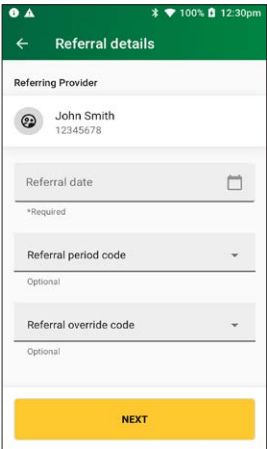 100% 12:30pm
Referral details
Referring Provider
John Smith
12345678
Referral date
*Required
Referral period code
Optional
Referral override code
Optional
NEXT